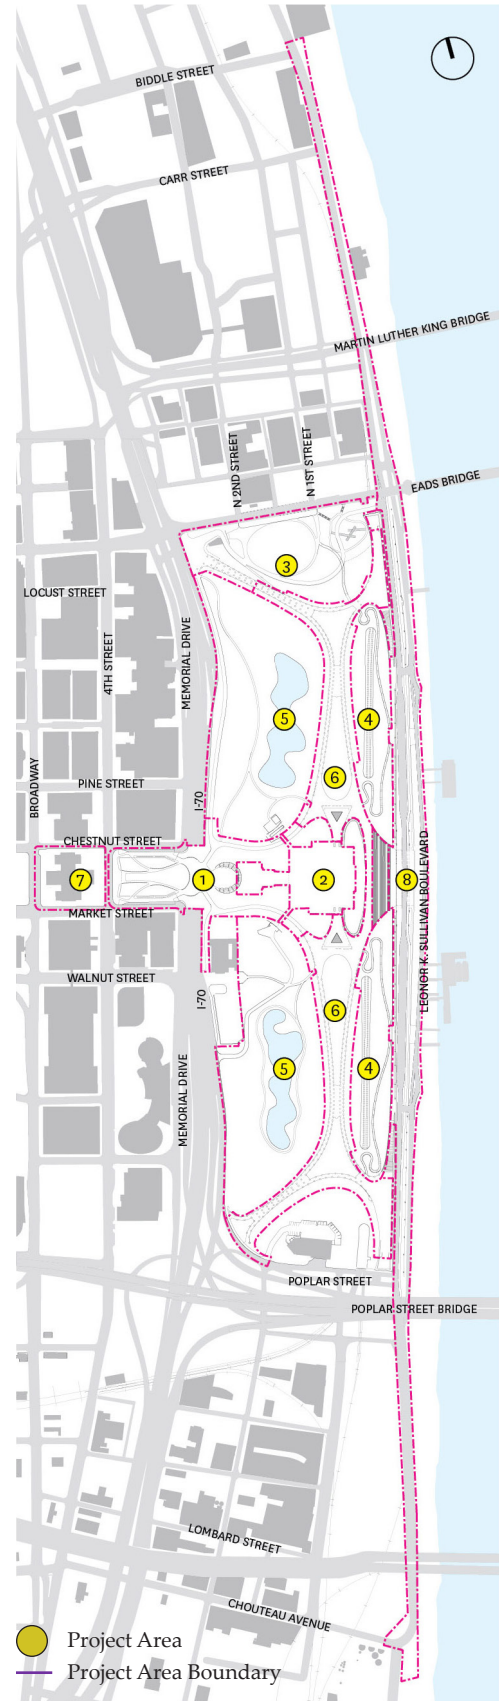 BIDDLE STREET
CARR STREET
MARTIN LUTHER KING BRIDGE
N 2ND STREET
N 1ST STREET
EADS BRIDGE
3
LOCUST STREET
4TH STREET
MEMORIAL DRIVE
5
4
BROADWAY
PINE STREET
I-70
6
CHESTNUT STREET
7
1
2
8
LEONOR K. SULLIVAN BOULEVARD
MARKET STREET
WALNUT STREET
I-70
6
MEMORIAL DRIVE
5
4
POPLAR STREET
POPLAR STREET BRIDGE
LOMBARD STREET
CHOUTEAU AVENUE
Project Area
Project Area Boundary